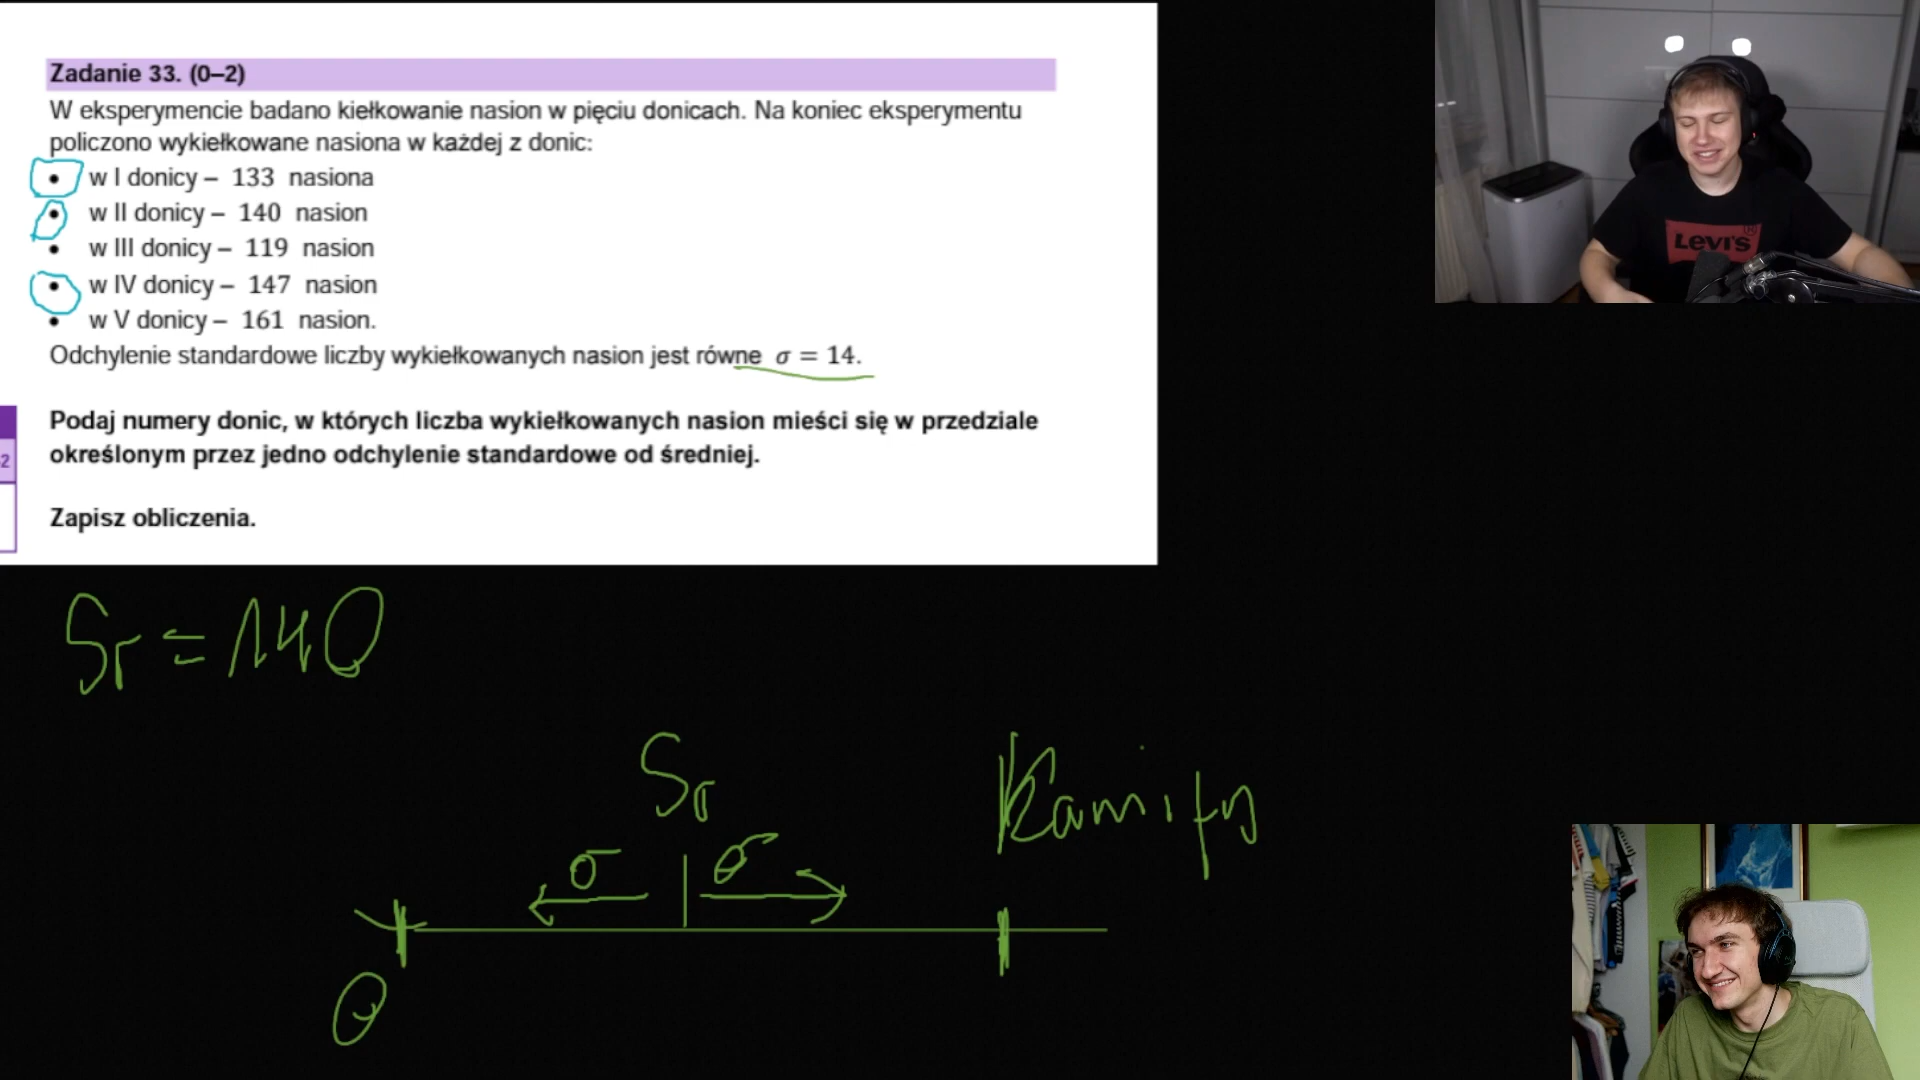 Zadanie 33. (0–2)
W eksperymencie badano kiełkowanie nasion w pięciu donicach. Na koniec eksperymentu
policzono wykiełkowane nasiona w każdej z donic:
• w I donicy – 133 nasiona
• w II donicy – 140 nasion
• w III donicy – 119 nasion
• w IV donicy – 147 nasion
• w V donicy – 161 nasion.
Odchylenie standardowe liczby wykiełkowanych nasion jest równe σ = 14.
Podaj numery donic, w których liczba wykiełkowanych nasion mieści się w przedziale
określonym przez jedno odchylenie standardowe od średniej.
2
Zapisz obliczenia.
Levi's
Sr = 140
Sr
σ σ
0